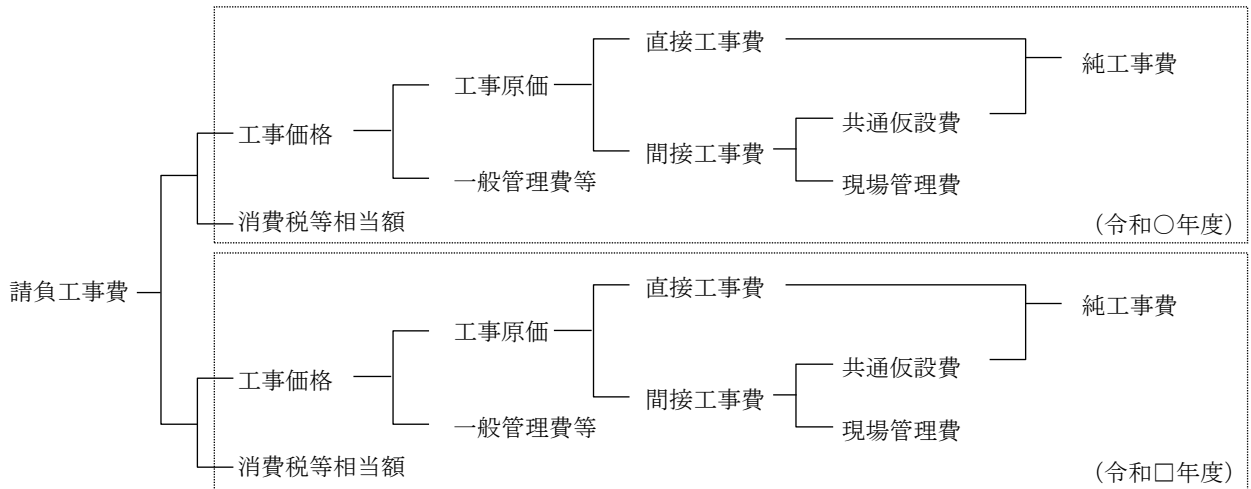 直接工事費
純工事費
工事原価
共通仮設費
工事価格
間接工事費
一般管理費等
現場管理費
消費税等相当額
（令和○年度）
請負工事費
直接工事費
純工事費
工事原価
共通仮設費
工事価格
間接工事費
一般管理費等
現場管理費
消費税等相当額
（令和□年度）